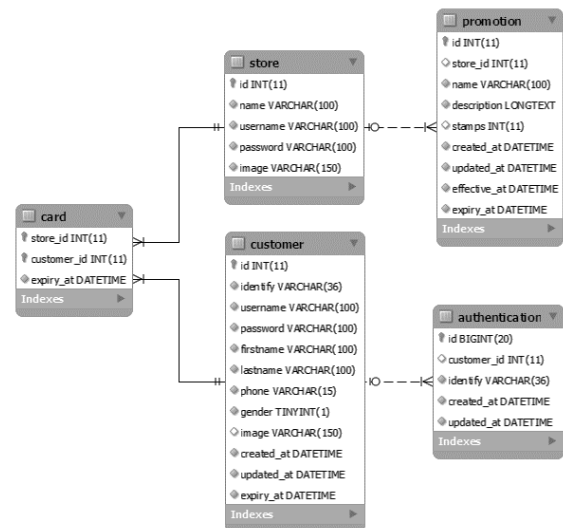 promotion
id INT(11)
store_id INT(11)
name VARCHAR(100)
description LONGTEXT
stamps INT(11)
created_at DATETIME
updated_at DATETIME
effective_at DATETIME
expiry_at DATETIME
Indexes
store
id INT(11)
name VARCHAR(100)
username VARCHAR(100)
password VARCHAR(100)
image VARCHAR(150)
Indexes
card
store_id INT(11)
customer_id INT(11)
expiry_at DATETIME
Indexes
customer
id INT(11)
identify VARCHAR(36)
username VARCHAR(100)
password VARCHAR(100)
firstname VARCHAR(100)
lastname VARCHAR(100)
phone VARCHAR(15)
gender TINYINT(1)
image VARCHAR(150)
created_at DATETIME
updated_at DATETIME
expiry_at DATETIME
Indexes
authentication
id BIGINT(20)
customer_id INT(11)
identify VARCHAR(36)
created_at DATETIME
updated_at DATETIME
Indexes